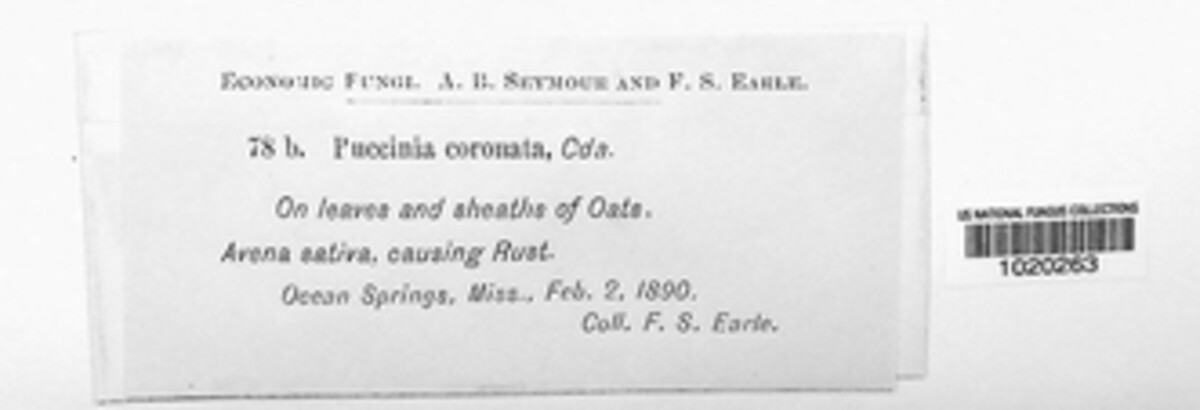 ECONOMIC FUNGI. A. B. SEYMOUR AND F. S. EARLE.
78 b. Puccinia coronata, Cda.
On leaves and sheaths of Oats.
Avena sativa, causing Rust.
Ocean Springs, Miss., Feb. 2, 1890.
Coll. F. S. Earle.
US NATIONAL FUNGUS COLLECTIONS
1020263